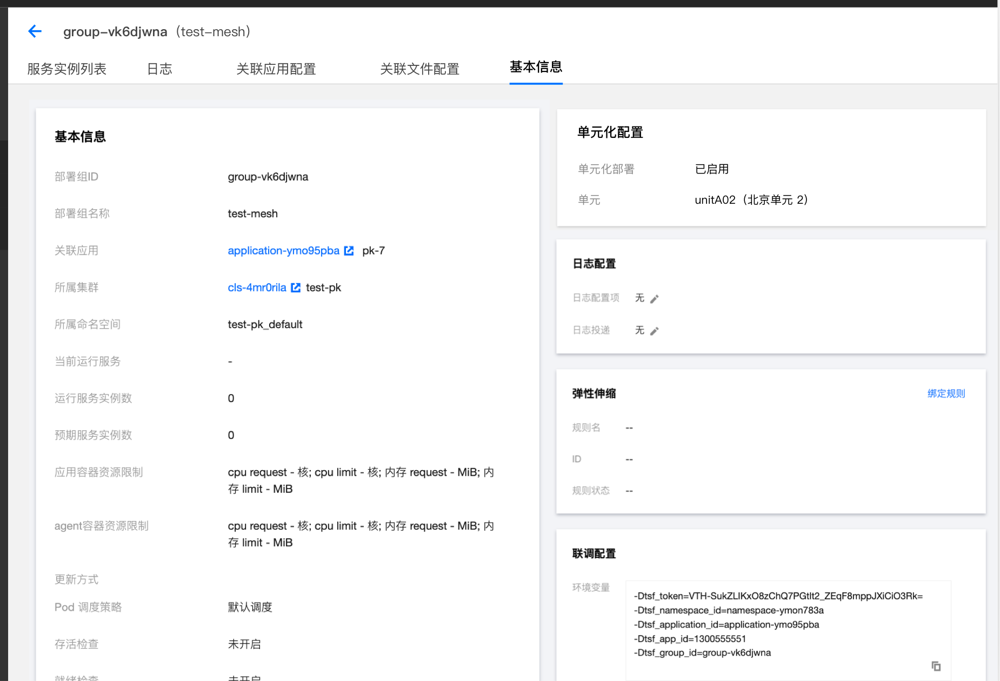 group-vk6djwna（test-mesh）
服务实例列表 日志 关联应用配置 关联文件配置 基本信息
基本信息
部署组ID group-vk6djwna
部署组名称 test-mesh
关联应用 application-ymo95pba pk-7
所属集群 cls-4mr0rila test-pk
所属命名空间 test-pk_default
当前运行服务 -
运行服务实例数 0
预期服务实例数 0
应用容器资源限制 cpu request - 核; cpu limit - 核; 内存 request - MiB; 内
存 limit - MiB
agent容器资源限制 cpu request - 核; cpu limit - 核; 内存 request - MiB; 内
存 limit - MiB
更新方式
Pod 调度策略 默认调度
存活检查 未开启
就绪检查 未开启
单元化配置
单元化部署 已启用
单元 unitA02（北京单元 2）
日志配置
日志配置项 无
日志投递 无
弹性伸缩 绑定规则
规则名 --
ID --
规则状态 --
联调配置
环境变量 -Dtsf_token=VTH-SukZLIKxO8zChQ7PGtIt2_ZEqF8mppJXiCiO3Rk=
-Dtsf_namespace_id=namespace-ymon783a
-Dtsf_application_id=application-ymo95pba
-Dtsf_app_id=1300555551
-Dtsf_group_id=group-vk6djwna